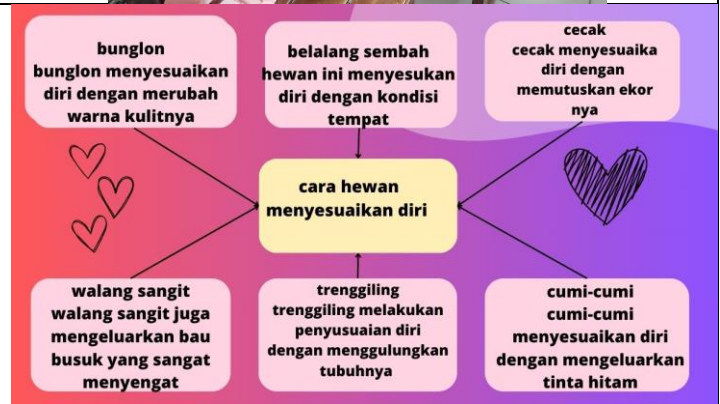 bunglon
bunglon menyesuaikan
diri dengan merubah
warna kulitnya
belalang sembah
hewan ini menyesukan
diri dengan kondisi
tempat
cecak
cecak menyesuaika
diri dengan
memutuskan ekor
nya
cara hewan
menyesuaikan diri
walang sangit
walang sangit juga
mengeluarkan bau
busuk yang sangat
menyengat
trenggiling
trenggiling melakukan
penyusuaian diri
dengan menggulungkan
tubuhnya
cumi-cumi
cumi-cumi
menyesuaikan diri
dengan mengeluarkan
tinta hitam